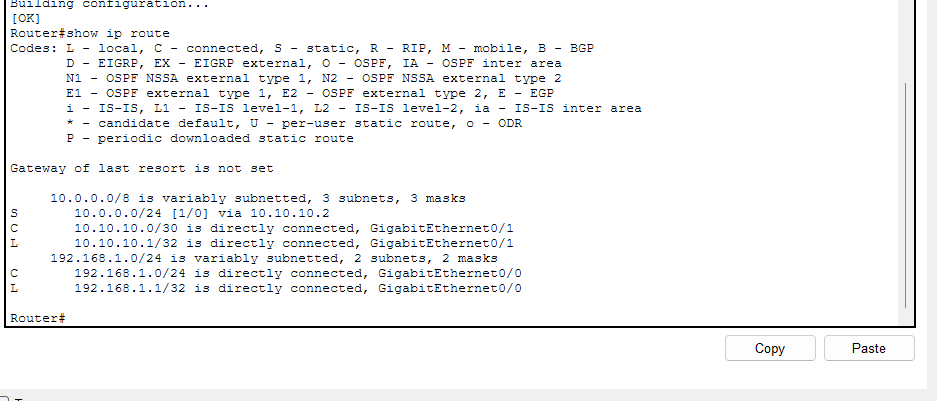 Building configuration...
[OK]
Router#show ip route
Codes: L - local, C - connected, S - static, R - RIP, M - mobile, B - BGP
       D - EIGRP, EX - EIGRP external, O - OSPF, IA - OSPF inter area
       N1 - OSPF NSSA external type 1, N2 - OSPF NSSA external type 2
       E1 - OSPF external type 1, E2 - OSPF external type 2, E - EGP
       i - IS-IS, L1 - IS-IS level-1, L2 - IS-IS level-2, ia - IS-IS inter area
       * - candidate default, U - per-user static route, o - ODR
       P - periodic downloaded static route

Gateway of last resort is not set

     10.0.0.0/8 is variably subnetted, 3 subnets, 3 masks
S       10.0.0.0/24 [1/0] via 10.10.10.2
C       10.10.10.0/30 is directly connected, GigabitEthernet0/1
L       10.10.10.1/32 is directly connected, GigabitEthernet0/1
     192.168.1.0/24 is variably subnetted, 2 subnets, 2 masks
C       192.168.1.0/24 is directly connected, GigabitEthernet0/0
L       192.168.1.1/32 is directly connected, GigabitEthernet0/0

Router#
Copy Paste